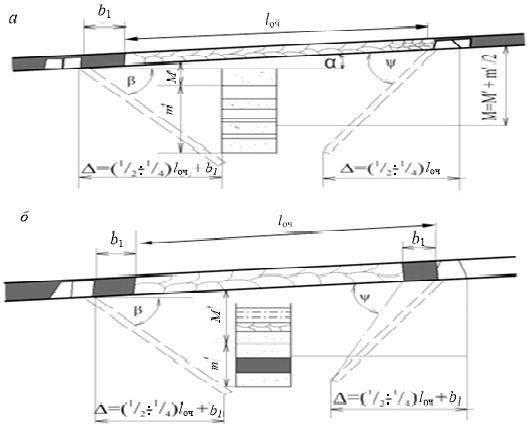 а
b₁
lоч
β
M
m'
α
ψ
M=M'+m'/2
Δ=(¹/₂÷¹/₄)lоч+b₁
Δ=(¹/₂÷¹/₄)lоч
б
b₁
lоч
b₁
β
M'
m'
ψ
Δ=(¹/₂÷¹/₄)lоч+b₁
Δ=(¹/₂÷¹/₄)lоч+b₁